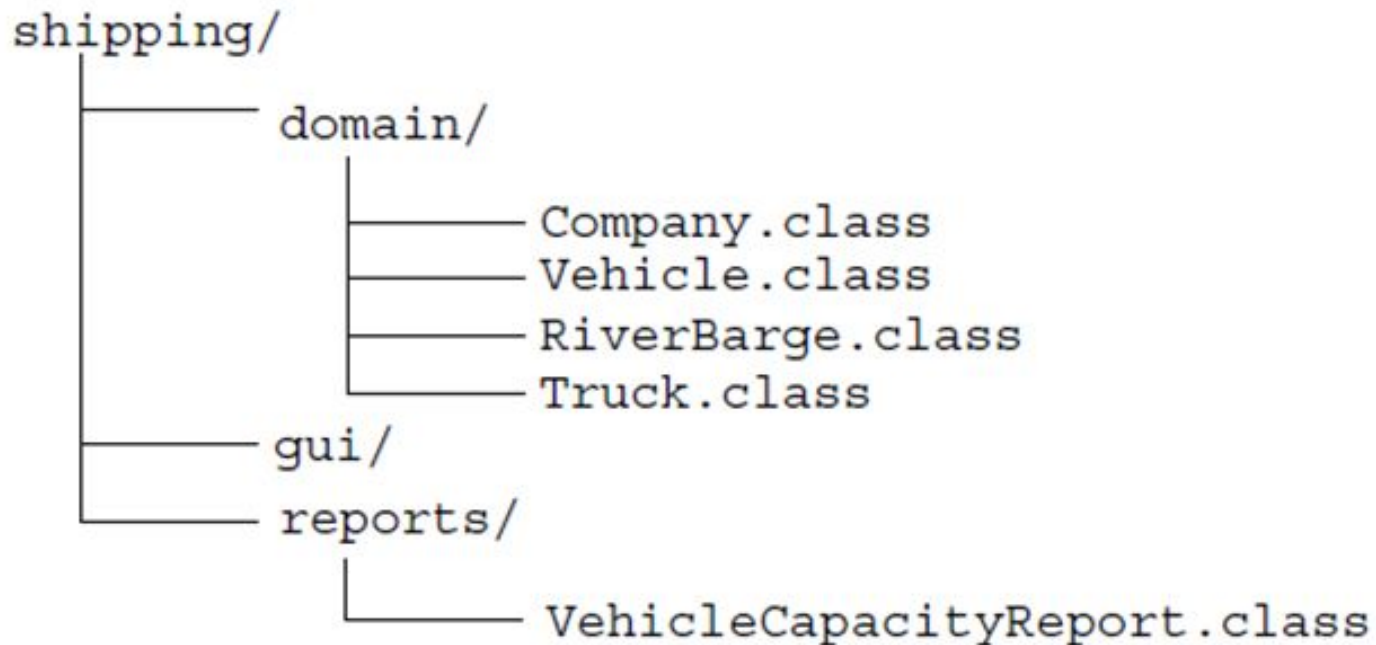 shipping/
domain/
Company.class
Vehicle.class
RiverBarge.class
Truck.class
gui/
reports/
VehicleCapacityReport.class